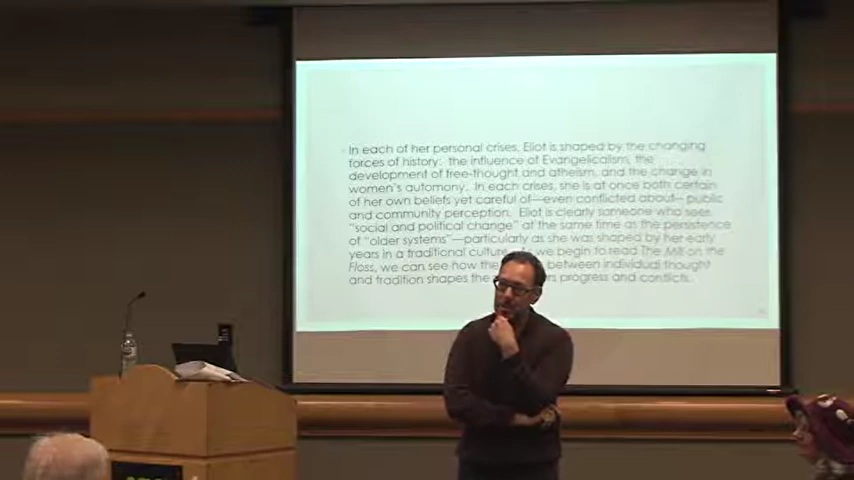 In each of her personal crises, Eliot is shaped by the changing
forces of history: the influence of Evangelicalism, the
development of free-thought and atheism, and the change in
women's autonomy. In each crisis, she is at once both certain
of her own beliefs yet careful of—even conflicted about– public
and community perception. Eliot is clearly someone who sees
"social and political change" at the same time as the persistence
of "older systems"—particularly as she was shaped by her early
years in a traditional culture. we begin to read The Mill on the
Floss, we can see how between individual thought
and tradition shapes the progress and conflicts.